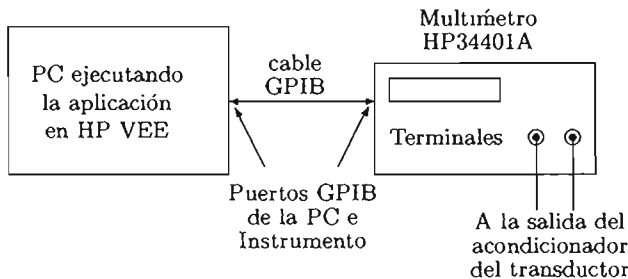 Multímetro
HP34401A
PC ejecutando
la aplicación
en HP VEE
cable
GPIB
Terminales
Puertos GPIB
de la PC e
Instrumento
A la salida del
acondicionador
del transductor